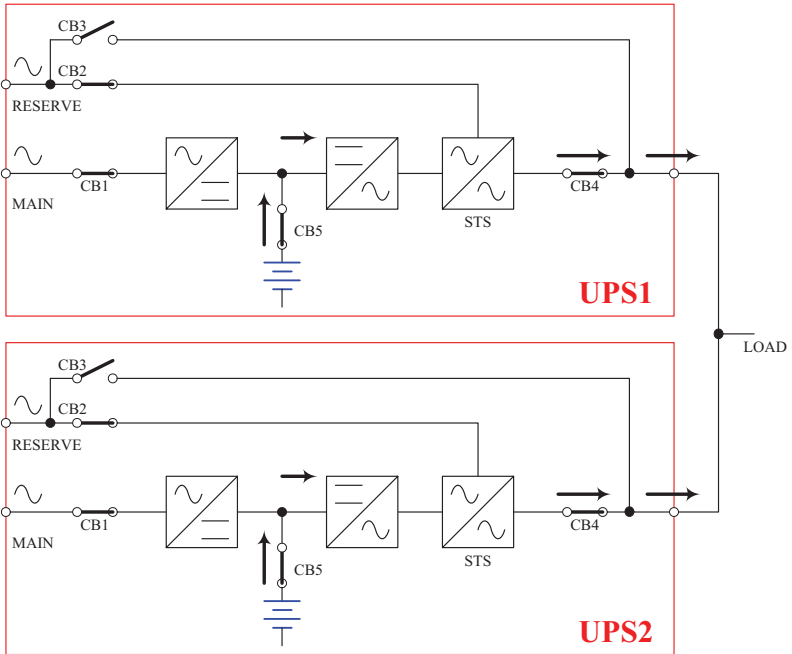 CB3
CB2
RESERVE
MAIN
CB1
CB5
STS
CB4
UPS1
LOAD
CB3
CB2
RESERVE
MAIN
CB1
CB5
STS
CB4
UPS2